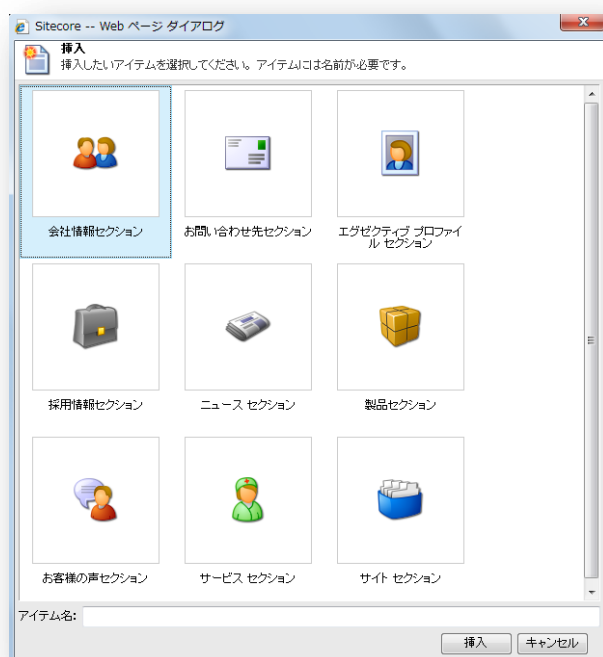 Sitecore -- Web ページ ダイアログ
挿入
挿入したいアイテムを選択してください。アイテムには名前が必要です。
会社情報セクション
お問い合わせ先セクション
エグゼクティブ プロファイ
ル セクション
採用情報セクション
ニュース セクション
製品セクション
お客様の声セクション
サービス セクション
サイト セクション
アイテム名:
挿入
キャンセル